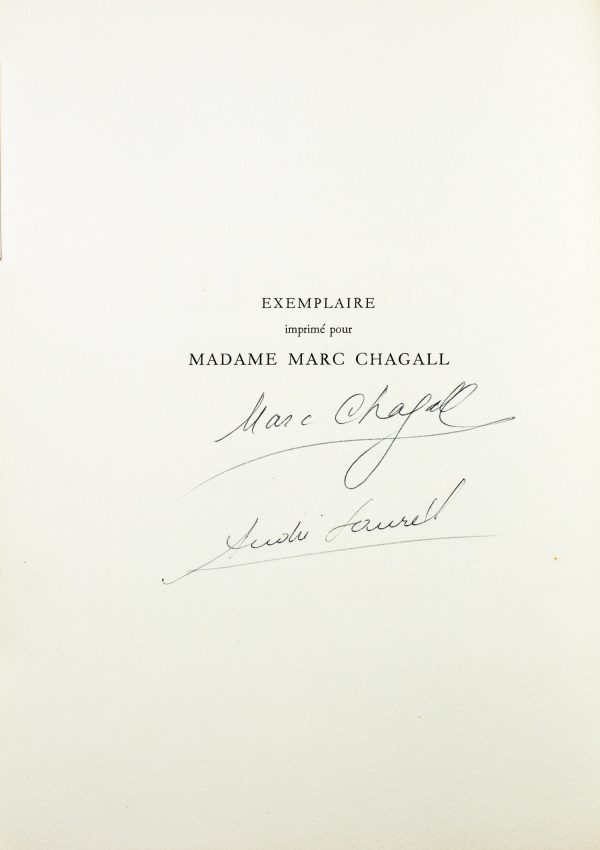 EXEMPLAIRE
imprimé pour
MADAME MARC CHAGALL
Marc Chagall
André Sauret